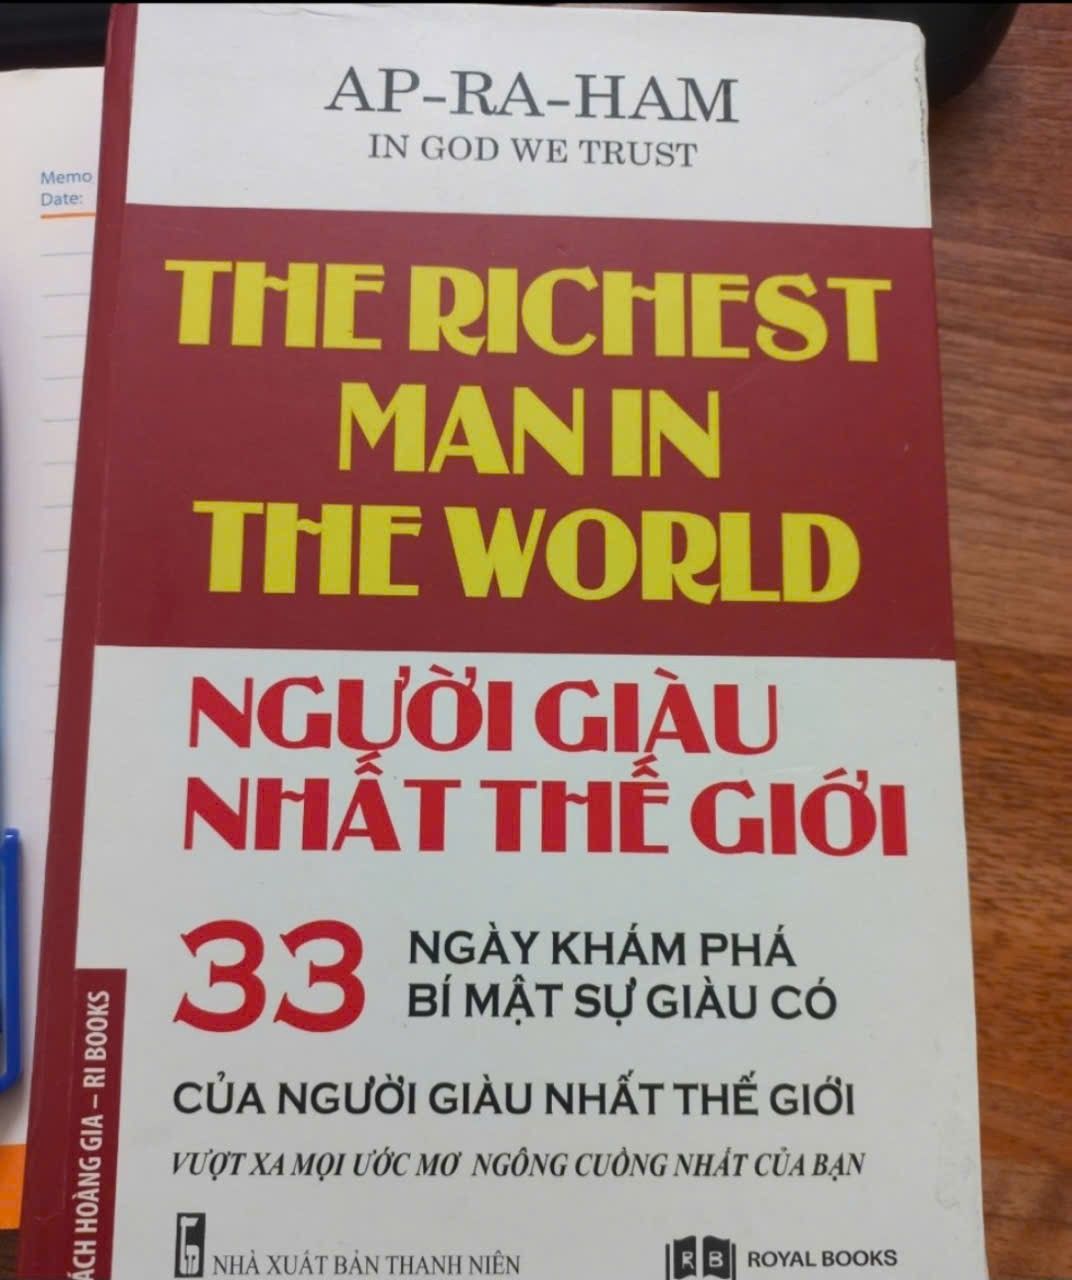 AP-RA-HAM
IN GOD WE TRUST
Memo
Date:
THE RICHEST
MAN IN
THE WORLD
NGƯỜI GIÀU
NHẤT THẾ GIỚI
33
NGÀY KHÁM PHÁ
BÍ MẬT SỰ GIÀU CÓ
CỦA NGƯỜI GIÀU NHẤT THẾ GIỚI
VƯỢT XA MỌI ƯỚC MƠ NGÔNG CUỒNG NHẤT CỦA BẠN
ÁCH HOÀNG GIA – RI BOOKS
NHÀ XUẤT BẢN THANH NIÊN
R B
ROYAL BOOKS